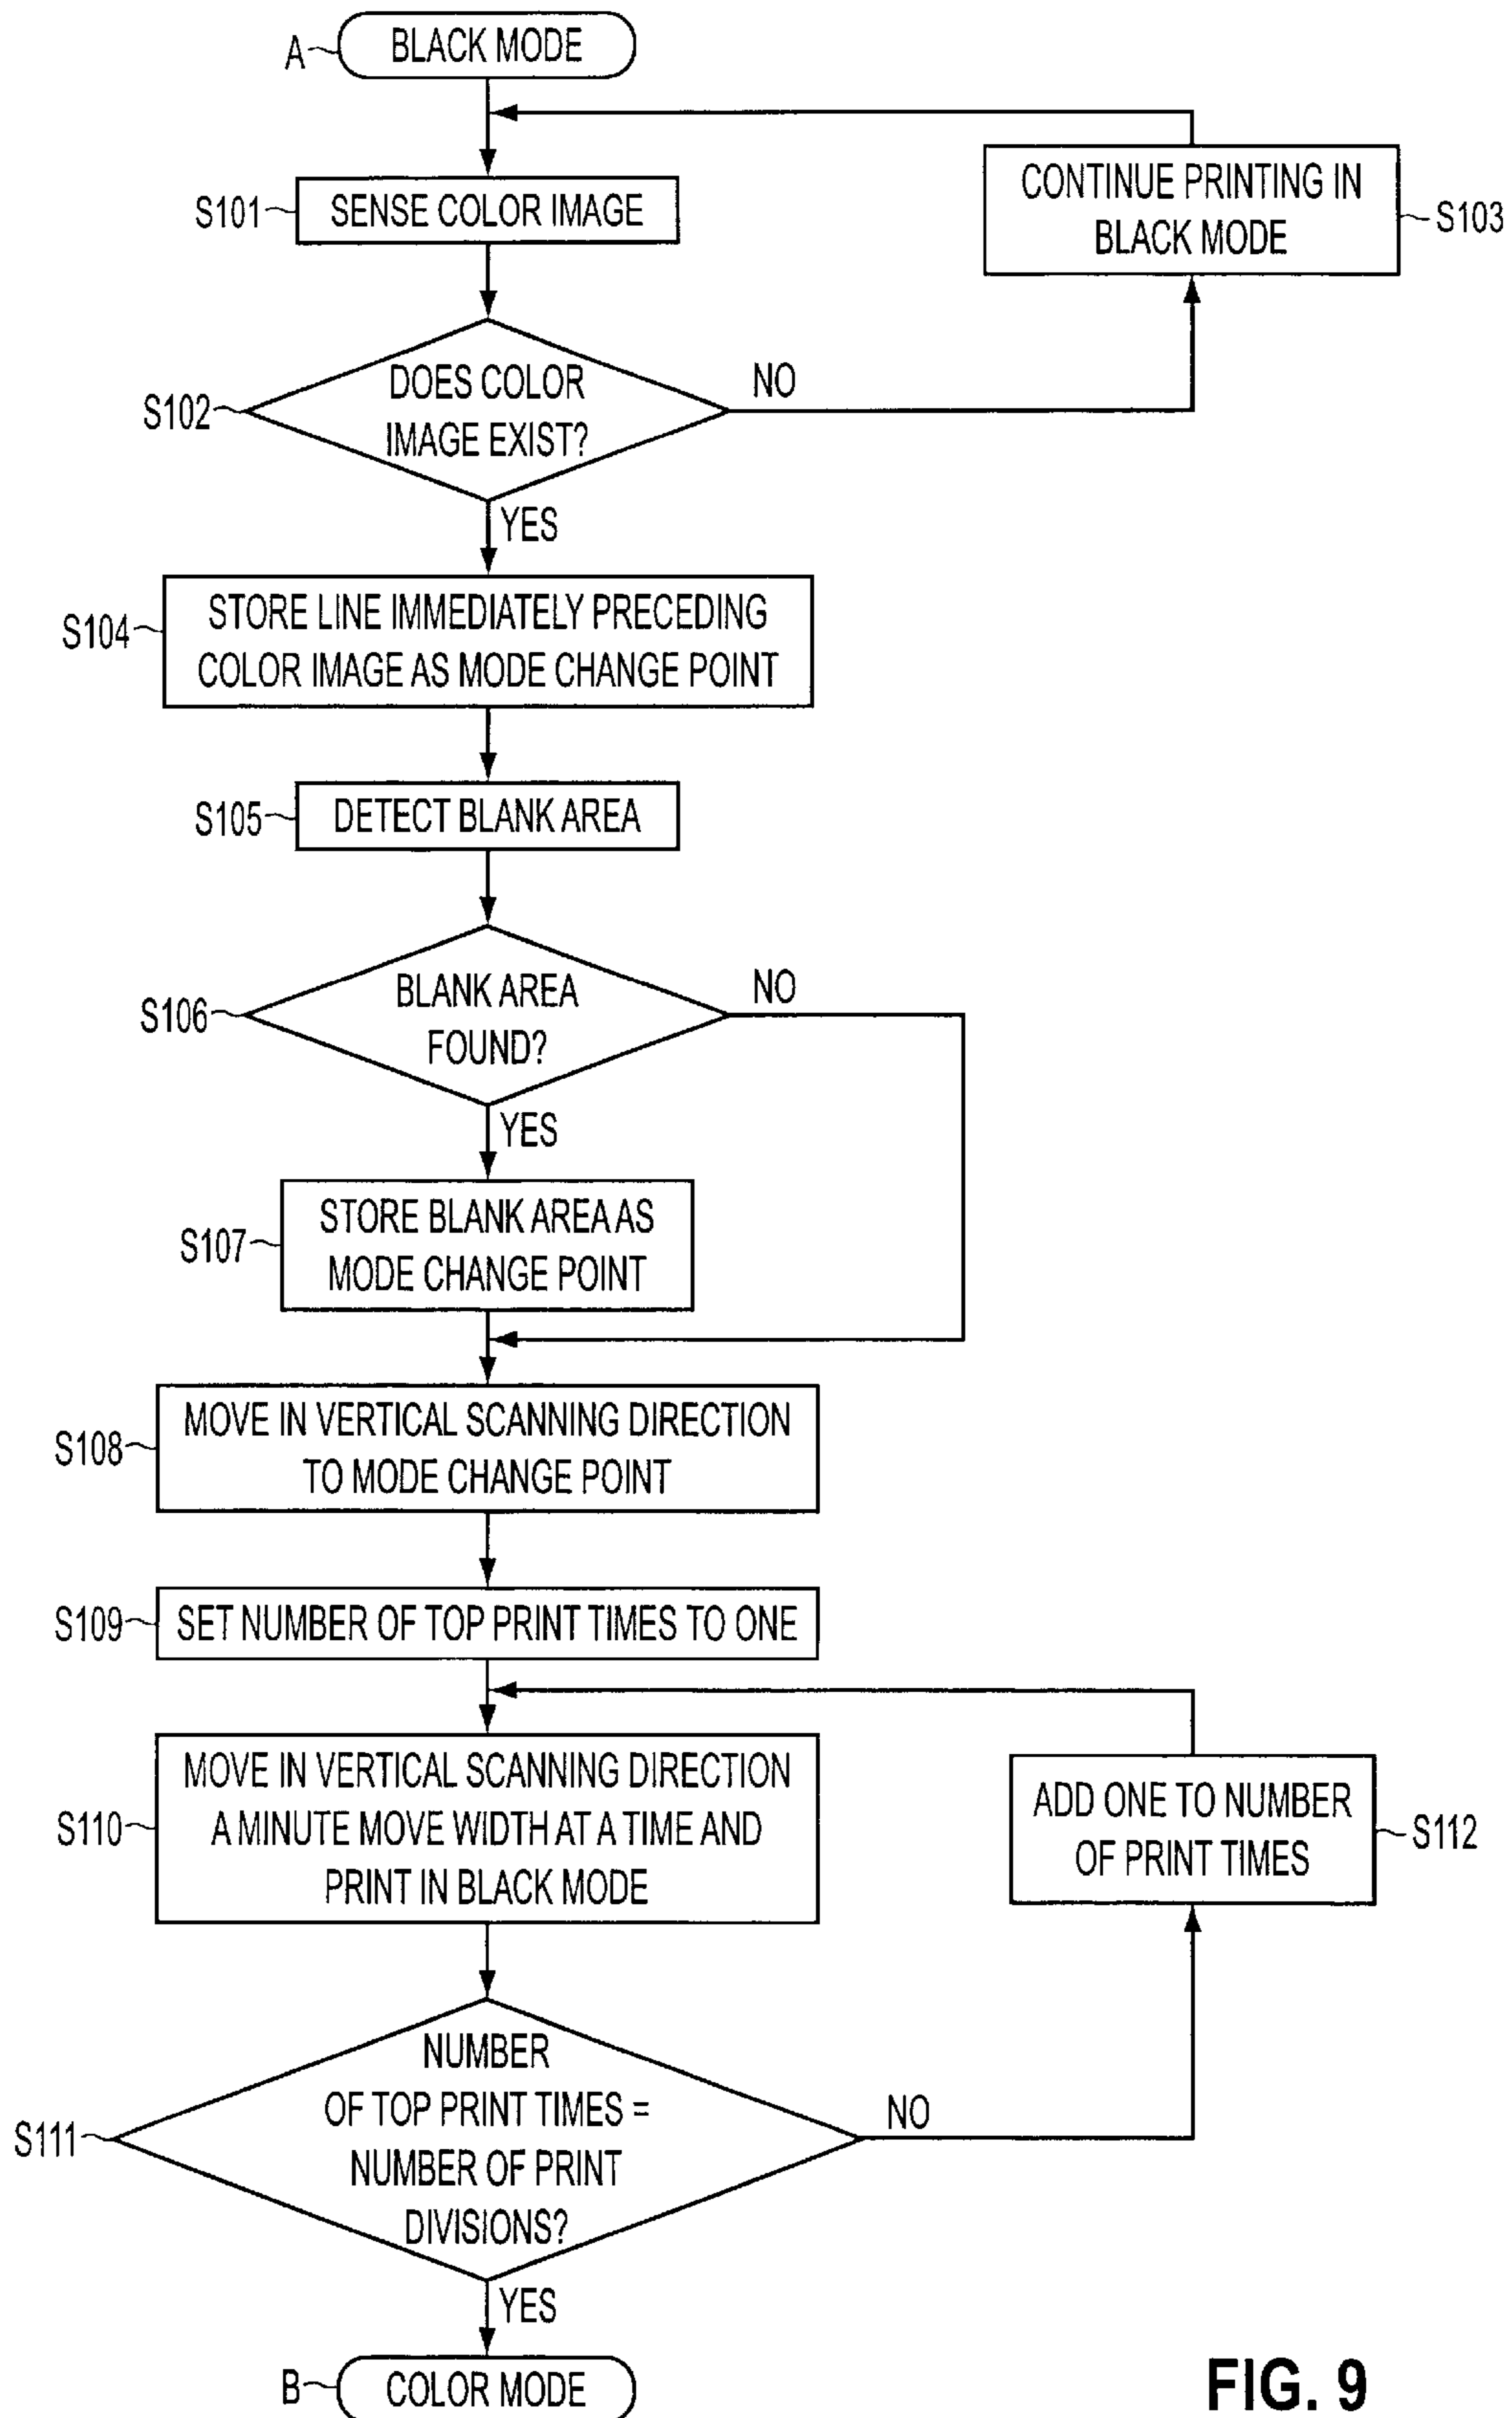 A
BLACK MODE
S101
SENSE COLOR IMAGE
CONTINUE PRINTING IN
BLACK MODE
S103
S102
DOES COLOR
IMAGE EXIST?
NO
YES
S104
STORE LINE IMMEDIATELY PRECEDING
COLOR IMAGE AS MODE CHANGE POINT
S105
DETECT BLANK AREA
S106
BLANK AREA
FOUND?
NO
YES
S107
STORE BLANK AREA AS
MODE CHANGE POINT
S108
MOVE IN VERTICAL SCANNING DIRECTION
TO MODE CHANGE POINT
S109
SET NUMBER OF TOP PRINT TIMES TO ONE
S110
MOVE IN VERTICAL SCANNING DIRECTION
A MINUTE MOVE WIDTH AT A TIME AND
PRINT IN BLACK MODE
ADD ONE TO NUMBER
OF PRINT TIMES
S112
S111
NUMBER
OF TOP PRINT TIMES =
NUMBER OF PRINT
DIVISIONS?
NO
YES
B
COLOR MODE
FIG. 9